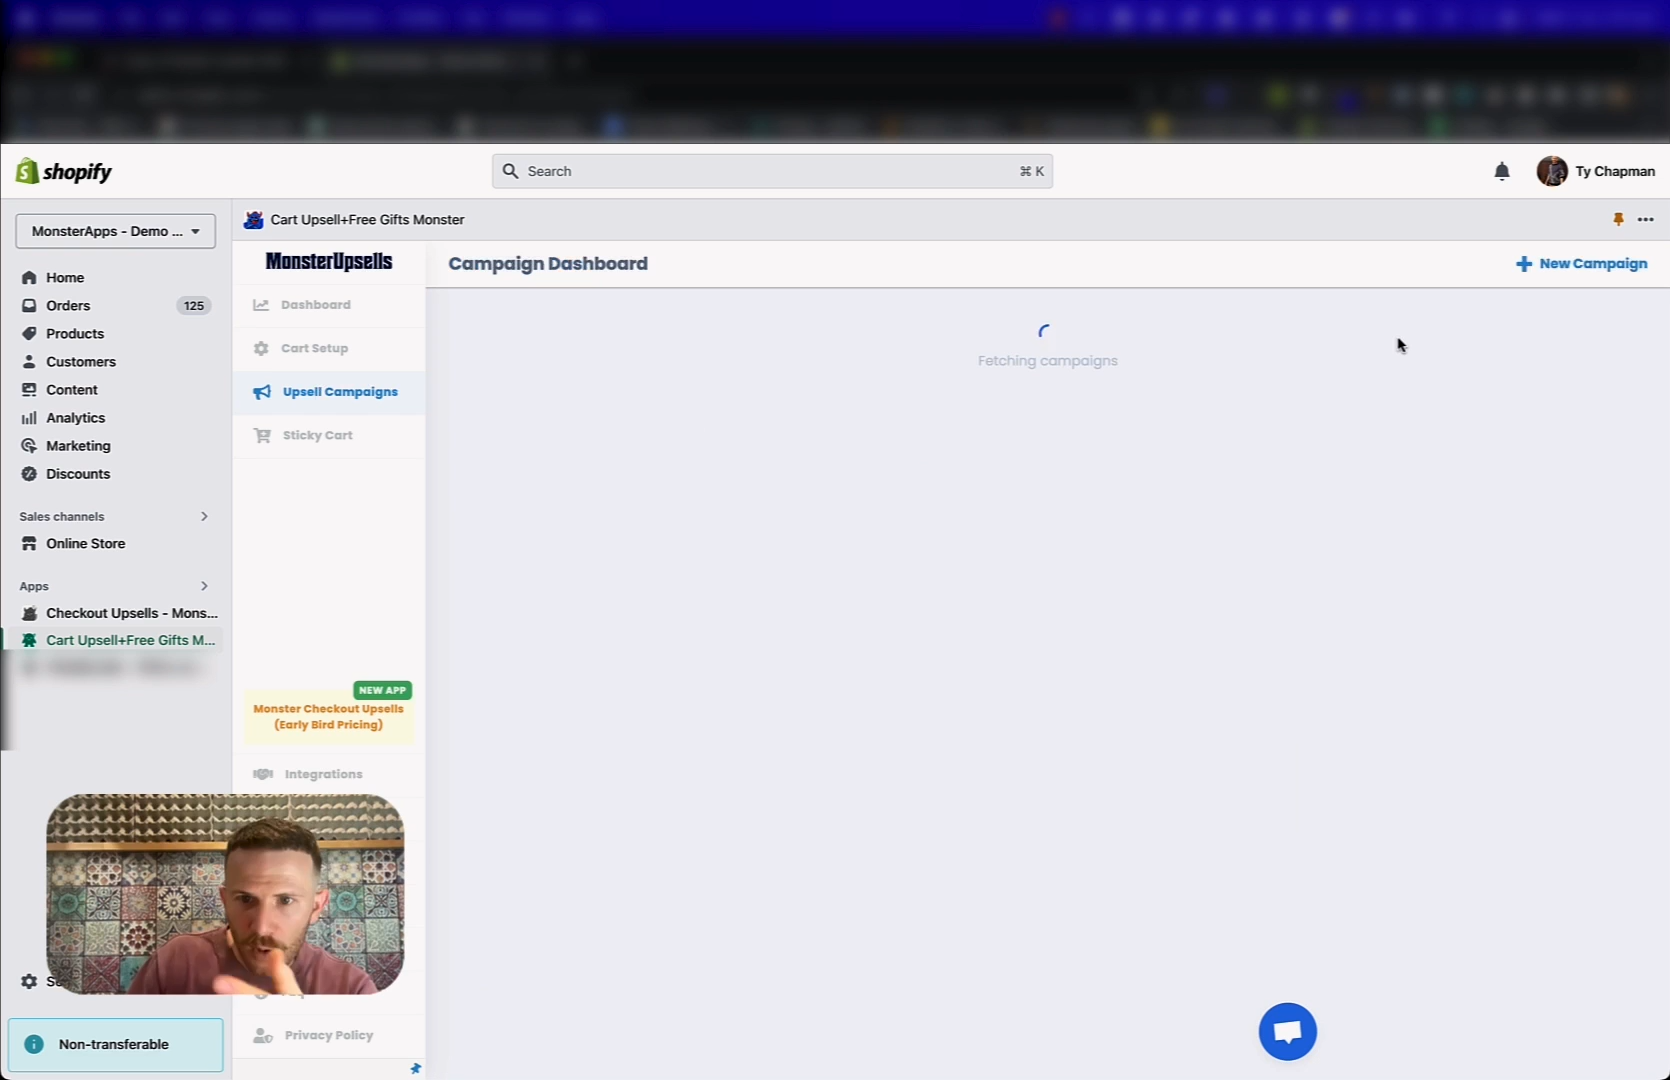 shopify
Search
⌘ K
Ty Chapman
MonsterApps - Demo ...
Cart Upsell+Free Gifts Monster
MonsterUpsells
Campaign Dashboard
New Campaign
Home
Orders
125
Products
Customers
Content
Analytics
Marketing
Discounts
Sales channels
Online Store
Apps
Checkout Upsells - Mons...
Cart Upsell+Free Gifts M...
Dashboard
Cart Setup
Upsell Campaigns
Sticky Cart
Fetching campaigns
NEW APP
Monster Checkout Upsells
(Early Bird Pricing)
Integrations
Privacy Policy
Non-transferable